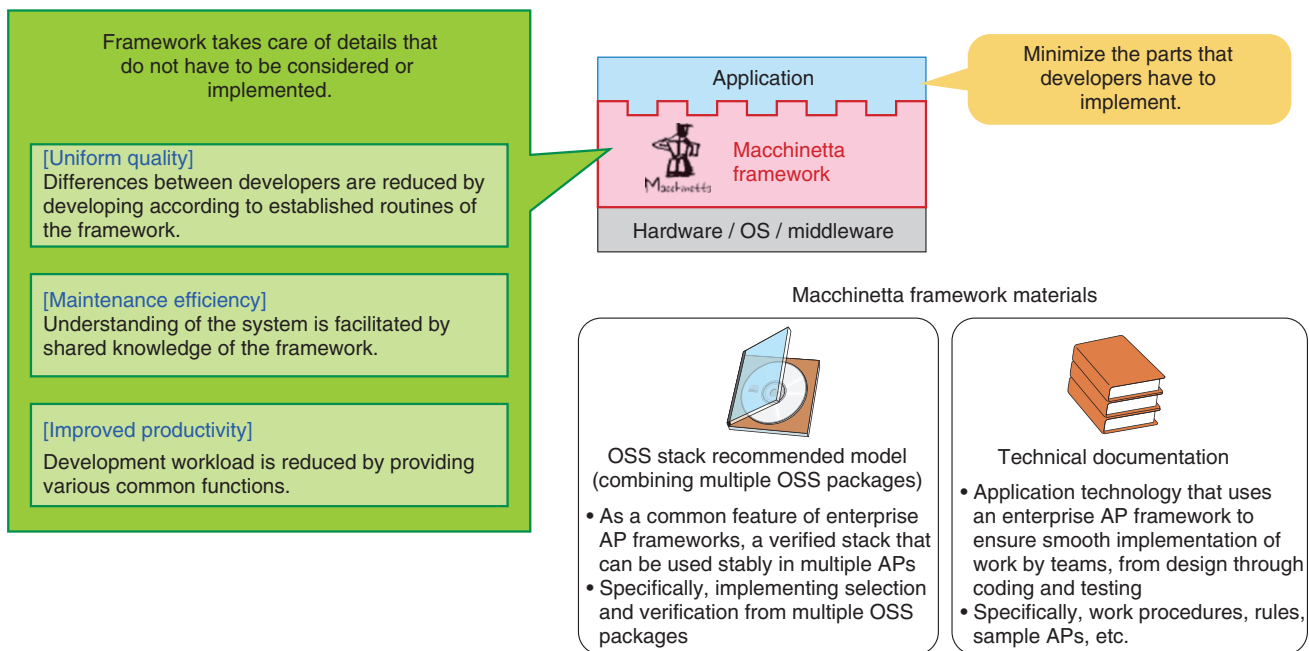 Framework takes care of details that
do not have to be considered or
implemented.
[Uniform quality]
Differences between developers are reduced by
developing according to established routines of
the framework.
[Maintenance efficiency]
Understanding of the system is facilitated by
shared knowledge of the framework.
[Improved productivity]
Development workload is reduced by providing
various common functions.
Application
Macchinetta
Macchinetta
framework
Hardware / OS / middleware
Minimize the parts that
developers have to
implement.
Macchinetta framework materials
OSS stack recommended model
(combining multiple OSS packages)
• As a common feature of enterprise
AP frameworks, a verified stack that
can be used stably in multiple APs
• Specifically, implementing selection
and verification from multiple OSS
packages
Technical documentation
• Application technology that uses
an enterprise AP framework to
ensure smooth implementation of
work by teams, from design through
coding and testing
• Specifically, work procedures, rules,
sample APs, etc.